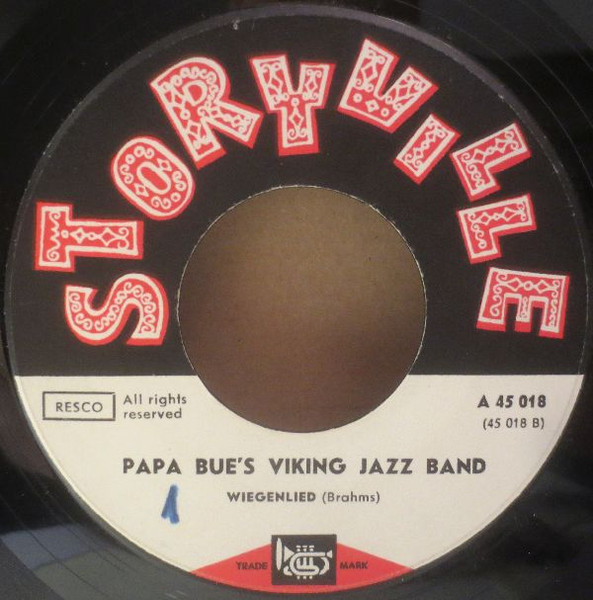 STORYVILLE
RESCO
All rights
reserved
A 45 018
(45 018 B)
PAPA BUE'S VIKING JAZZ BAND
WIEGENLIED (Brahms)
1
TRADE MARK